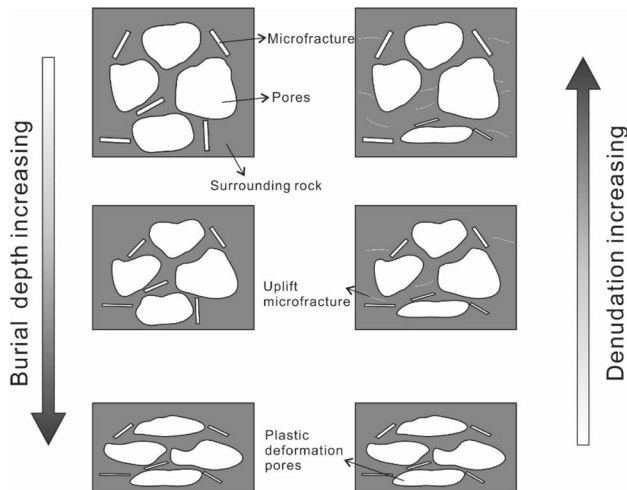 Burial depth increasing
Microfracture
Pores
Surrounding rock
Uplift
microfracture
Plastic
deformation
pores
Denudation increasing